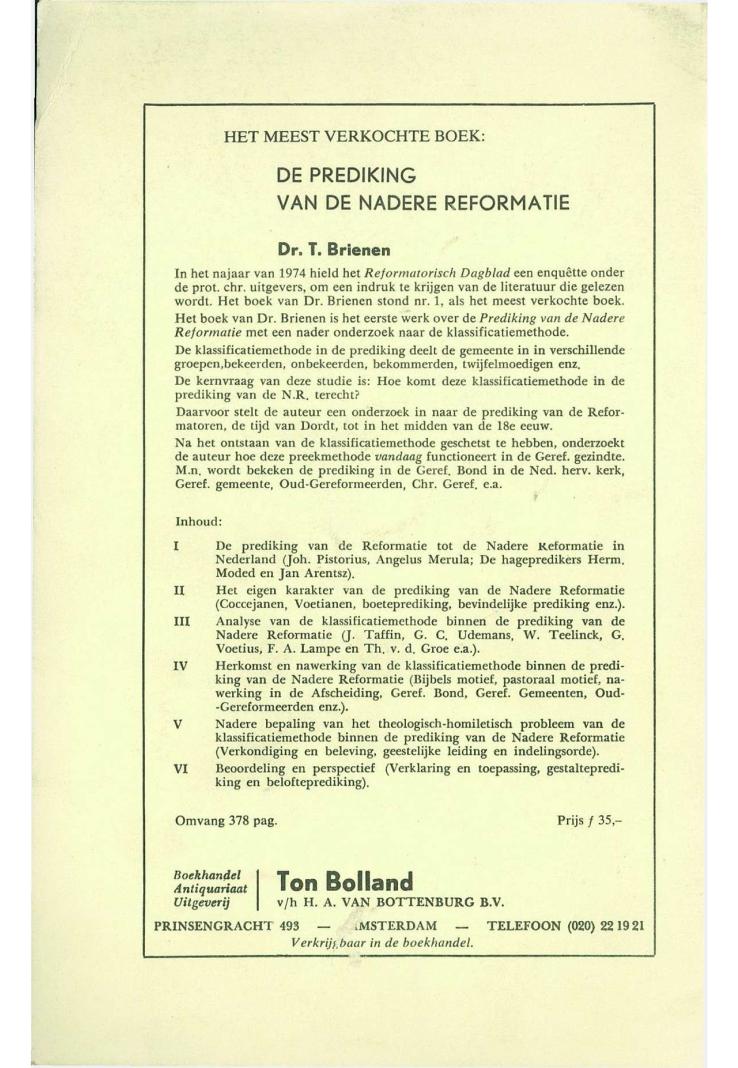 HET MEEST VERKOCHTE BOEK:
DE PREDIKING
VAN DE NADERE REFORMATIE
Dr. T. Brienen
In het najaar van 1974 hield het Reformatorisch Dagblad een enquêtte onder
de prot. chr. uitgevers, om een indruk te krijgen van de literatuur die gelezen
wordt. Het boek van Dr. Brienen stond nr. 1, als het meest verkochte boek.
Het boek van Dr. Brienen is het eerste werk over de Prediking van de Nadere
Reformatie met een nader onderzoek naar de klassificatiemethode.
De klassificatiemethode in de prediking deelt de gemeente in in verschillende
groepen,bekeerden, onbekeerden, bekommerden, twijfelmoedigen enz.
De kernvraag van deze studie is: Hoe komt deze klassificatiemethode in de
prediking van de N.R. terecht?
Daarvoor stelt de auteur een onderzoek in naar de prediking van de Refor-
matoren, de tijd van Dordt, tot in het midden van de 18e eeuw.
Na het ontstaan van de klassificatiemethode geschetst te hebben, onderzoekt
de auteur hoe deze preekmethode vandaag functioneert in de Geref. gezindte.
M.n. wordt bekeken de prediking in de Geref. Bond in de Ned. herv. kerk,
Geref. gemeente, Oud-Gereformeerden, Chr. Geref. e.a.
Inhoud:
I De prediking van de Reformatie tot de Nadere Reformatie in
Nederland (Joh. Pistorius, Angelus Merula; De hagepredikers Herm.
Moded en Jan Arentsz).
II Het eigen karakter van de prediking van de Nadere Reformatie
(Coccejanen, Voetianen, boeteprediking, bevindelijke prediking enz.).
III Analyse van de klassificatiemethode binnen de prediking van de
Nadere Reformatie (J. Taffin, G. C. Udemans, W. Teelinck, G.
Voetius, F. A. Lampe en Th. v. d. Groe e.a.).
IV Herkomst en nawerking van de klassificatiemethode binnen de predi-
king van de Nadere Reformatie (Bijbels motief, pastoraal motief, na-
werking in de Afscheiding, Geref. Bond, Geref. Gemeenten, Oud-
-Gereformeerden enz.).
V Nadere bepaling van het theologisch-homiletisch probleem van de
klassificatiemethode binnen de prediking van de Nadere Reformatie
(Verkondiging en beleving, geestelijke leiding en indelingsorde).
VI Beoordeling en perspectief (Verklaring en toepassing, gestaltepredi-
king en belofteprediking).
Omvang 378 pag. Prijs ƒ 35,–
Boekhandel
Antiquariaat
Uitgeverij
Ton Bolland
v/h H. A. VAN BOTTENBURG B.V.
PRINSENGRACHT 493 — AMSTERDAM — TELEFOON (020) 22 19 21
Verkrijgbaar in de boekhandel.